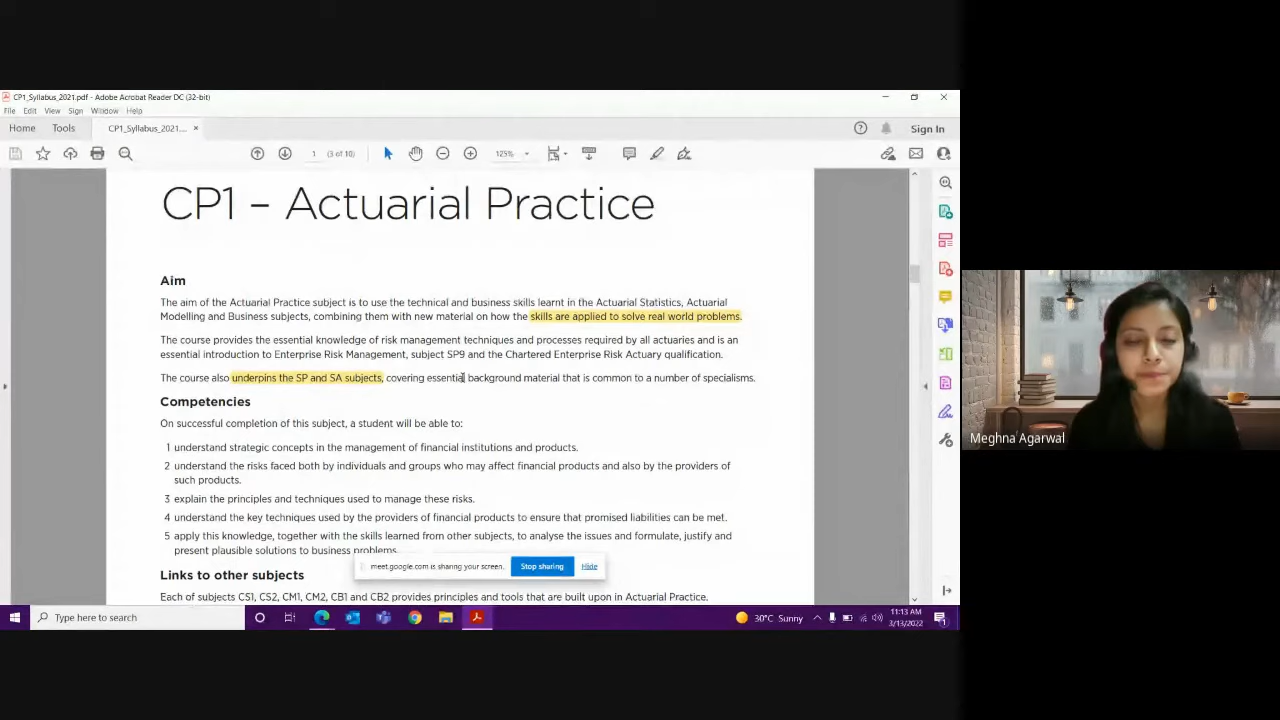 CP1_Syllabus_2021.pdf - Adobe Acrobat Reader DC (32-bit)
File Edit View Sign Window Help
Home Tools CP1_Syllabus_2021... × Sign In
1 (3 of 10) 125%
CP1 – Actuarial Practice
Aim
The aim of the Actuarial Practice subject is to use the technical and business skills learnt in the Actuarial Statistics, Actuarial
Modelling and Business subjects, combining them with new material on how the skills are applied to solve real world problems.
The course provides the essential knowledge of risk management techniques and processes required by all actuaries and is an
essential introduction to Enterprise Risk Management, subject SP9 and the Chartered Enterprise Risk Actuary qualification.
The course also underpins the SP and SA subjects, covering essential background material that is common to a number of specialisms.
Competencies
On successful completion of this subject, a student will be able to:
1 understand strategic concepts in the management of financial institutions and products.
2 understand the risks faced both by individuals and groups who may affect financial products and also by the providers of
such products.
3 explain the principles and techniques used to manage these risks.
4 understand the key techniques used by the providers of financial products to ensure that promised liabilities can be met.
5 apply this knowledge, together with the skills learned from other subjects, to analyse the issues and formulate, justify and
present plausible solutions to business problems.
meet.google.com is sharing your screen. Stop sharing Hide
Links to other subjects
Each of subjects CS1, CS2, CM1, CM2, CB1 and CB2 provides principles and tools that are built upon in Actuarial Practice.
Type here to search
30°C Sunny
11:13 AM
3/13/2022
Meghna Agarwal